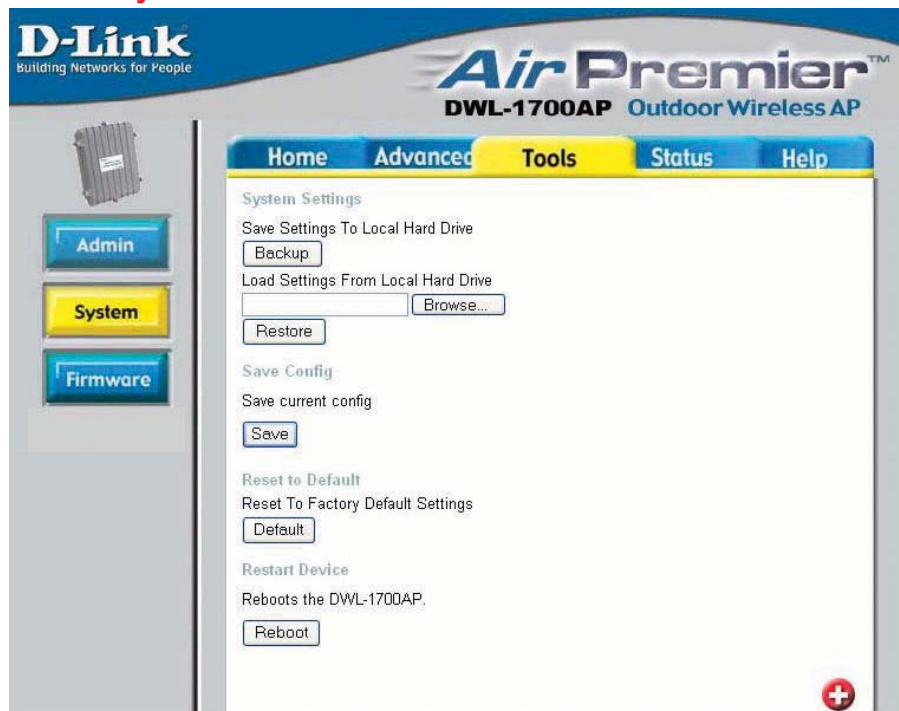 D-Link
Building Networks for People
Air Premier™
DWL-1700AP Outdoor Wireless AP
Home Advanced Tools Status Help
Admin
System
Firmware
System Settings
Save Settings To Local Hard Drive
Backup
Load Settings From Local Hard Drive
Browse...
Restore
Save Config
Save current config
Save
Reset to Default
Reset To Factory Default Settings
Default
Restart Device
Reboots the DWL-1700AP.
Reboot